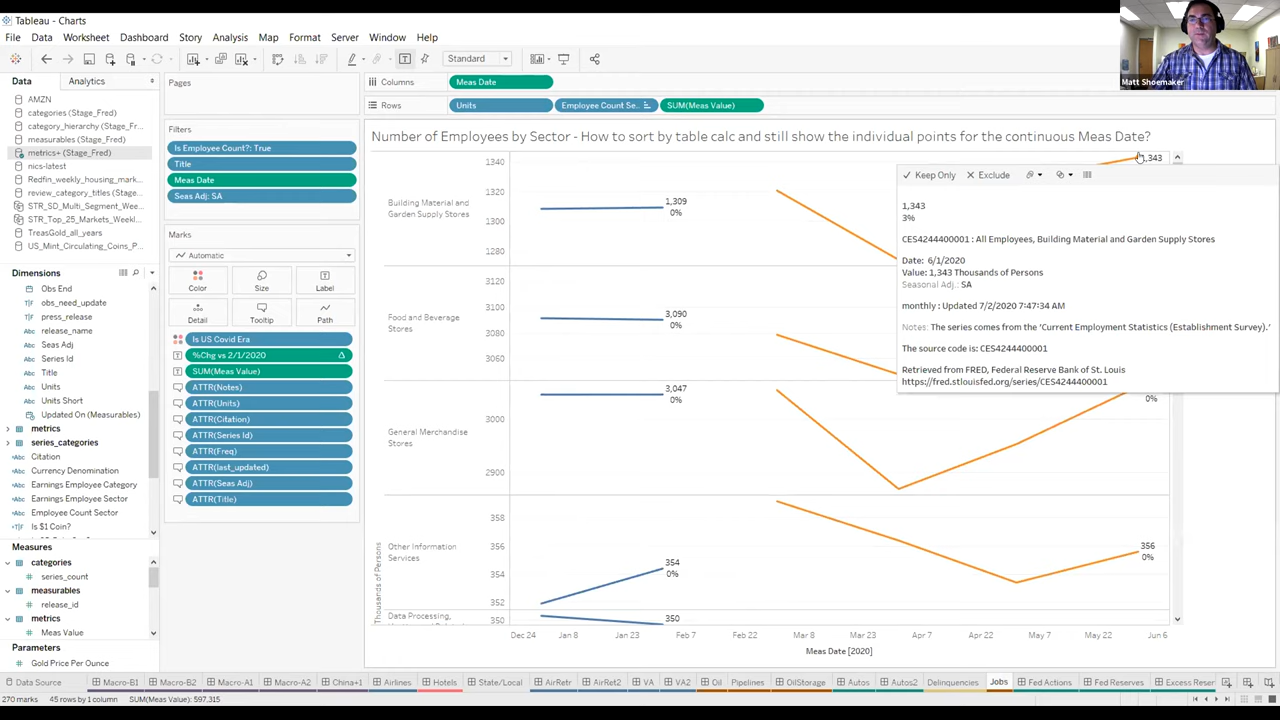 Tableau - Charts
File Data Worksheet Dashboard Story Analysis Map Format Server Window Help
Matt Shoemaker
Standard
Data Analytics
Pages
Columns Meas Date
AMZN
categories (Stage_Fred)
category_hierarchy (Stage_Fr...
measurables (Stage_Fred)
metrics+ (Stage_Fred)
nics-latest
Redfin_weekly_housing_mark...
review_category_titles (Stage...
STR_SD_Multi_Segment_Wee...
STR_Top_25_Markets_Weekl...
TreasGold_all_years
US_Mint_Circulating_Coins_P...
Rows Units Employee Count Se.. SUM(Meas Value)
Filters
Is Employee Count?: True
Title
Meas Date
Seas Adj: SA
Marks
Automatic
Color Size Label
Detail Tooltip Path
Is US Covid Era
%Chg vs 2/1/2020
SUM(Meas Value)
ATTR(Notes)
ATTR(Units)
ATTR(Citation)
ATTR(Series Id)
ATTR(Freq)
ATTR(last_updated)
ATTR(Seas Adj)
ATTR(Title)
Dimensions
Obs End
obs_need_update
press_release
release_name
Seas Adj
Series Id
Title
Units
Units Short
Updated On (Measurables)
metrics
series_categories
Citation
Currency Denomination
Earnings Employee Category
Earnings Employee Sector
Employee Count Sector
Is $1 Coin?
Measures
categories
series_count
measurables
release_id
metrics
Meas Value
Parameters
Gold Price Per Ounce
Number of Employees by Sector - How to sort by table calculation and show the individual points for the continuous Meas Date?
1340
1320
1300
1280
Building Material and
Garden Supply Stores
1,309
0%
1,343
Keep Only Exclude
1,343
3%
CES4244400001 : All Employees, Building Material and Garden Supply Stores
Date: 6/1/2020
Value: 1,343 Thousands of Persons
Seasonal Adj.: SA
monthly : Updated 7/2/2020 7:47:34 AM
Notes: The series comes from the 'Current Employment Statistics (Establishment Survey).'
The source code is: CES4244400001
Retrieved from FRED, Federal Reserve Bank of St. Louis
https://fred.stlouisfed.org/series/CES4244400001
3120
3100
3080
3060
Food and Beverage
Stores
3,090
0%
3000
2900
General Merchandise
Stores
3,047
0%
0%
358
356
354
352
Other Information
Services
354
0%
356
0%
350
Data Processing,
350
Thousands of Persons
Dec 24 Jan 8 Jan 23 Feb 7 Feb 22 Mar 8 Mar 23 Apr 7 Apr 22 May 7 May 22 Jun 6
Meas Date [2020]
Data Source Macro-B1 Macro-B2 Macro-A1 Macro-A2 China+1 Airlines Hotels State/Local AirRetr AirRet2 VA VA2 Oil Pipelines OilStorage Autos Autos2 Delinquencies Jobs Fed Actions Fed Reserves Excess Reser
270 marks 45 rows by 1 column SUM(Meas Value): 597,315